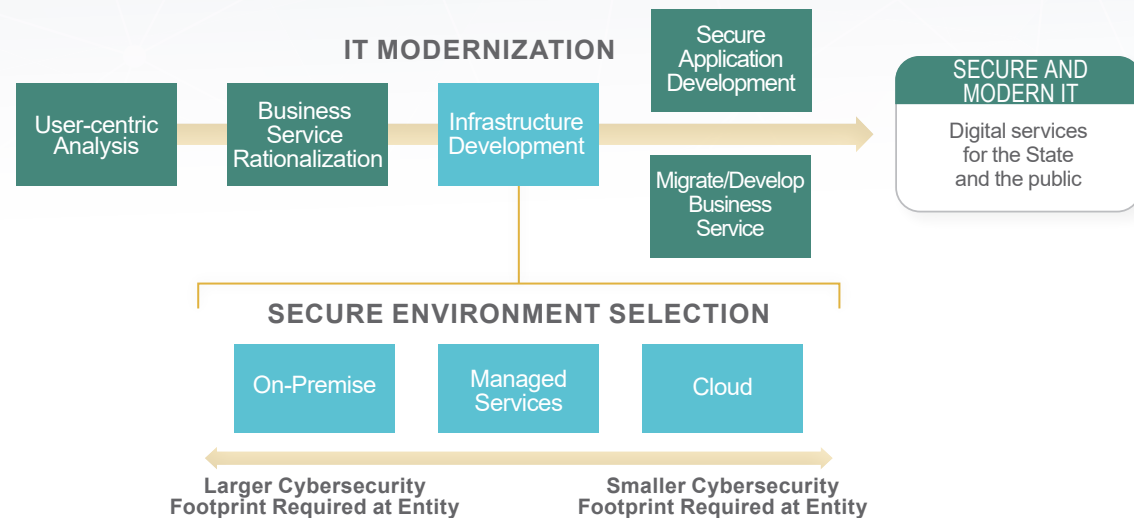 IT MODERNIZATION
User-centric
Analysis
Business
Service
Rationalization
Infrastructure
Development
Secure
Application
Development
Migrate/Develop
Business
Service
SECURE AND
MODERN IT
Digital services
for the State
and the public
SECURE ENVIRONMENT SELECTION
On-Premise
Managed
Services
Cloud
Larger Cybersecurity
Footprint Required at Entity
Smaller Cybersecurity
Footprint Required at Entity